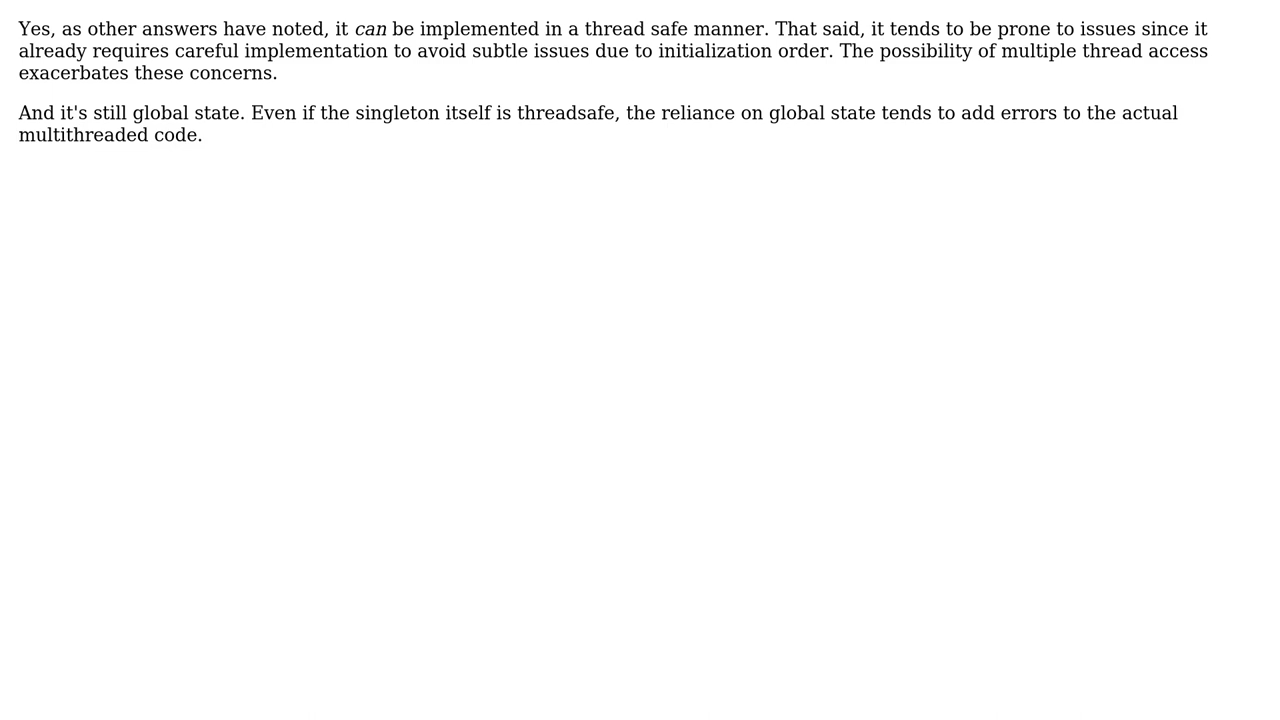 Yes, as other answers have noted, it can be implemented in a thread safe manner. That said, it tends to be prone to issues since it
already requires careful implementation to avoid subtle issues due to initialization order. The possibility of multiple thread access
exacerbates these concerns.
And it's still global state. Even if the singleton itself is threadsafe, the reliance on global state tends to add errors to the actual
multithreaded code.